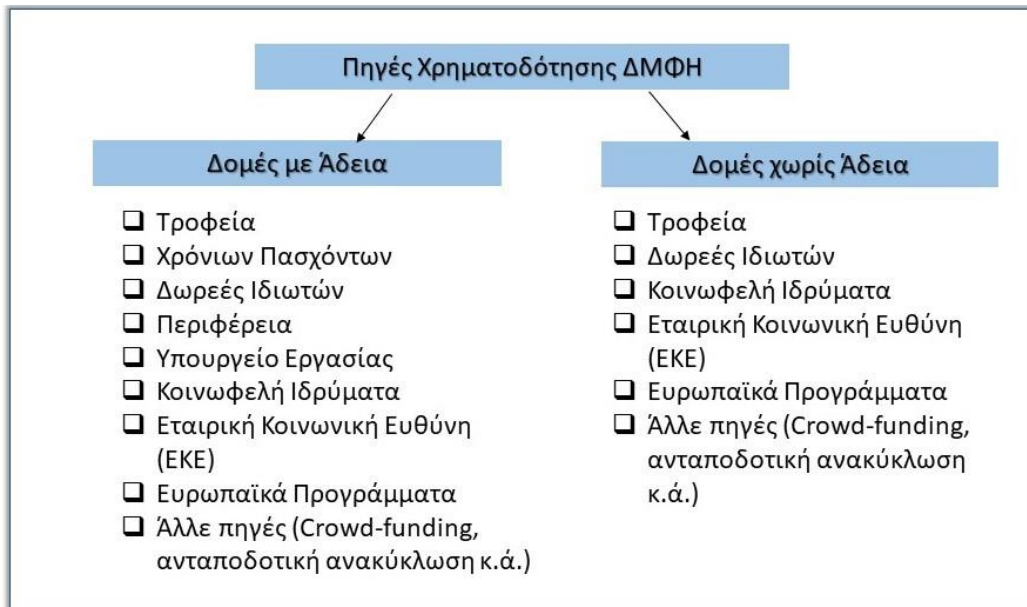 Πηγές Χρηματοδότησης ΔΜΦΗ
Δομές με Άδεια
❑ Τροφεία
❑ Χρόνιων Πασχόντων
❑ Δωρεές Ιδιωτών
❑ Περιφέρεια
❑ Υπουργείο Εργασίας
❑ Κοινωφελή Ιδρύματα
❑ Εταιρική Κοινωνική Ευθύνη
(ΕΚΕ)
❑ Ευρωπαϊκά Προγράμματα
❑ Άλλε πηγές (Crowd-funding,
ανταποδοτική ανακύκλωση κ.ά.)
Δομές χωρίς Άδεια
❑ Τροφεία
❑ Δωρεές Ιδιωτών
❑ Κοινωφελή Ιδρύματα
❑ Εταιρική Κοινωνική Ευθύνη
(ΕΚΕ)
❑ Ευρωπαϊκά Προγράμματα
❑ Άλλε πηγές (Crowd-funding,
ανταποδοτική ανακύκλωση
κ.ά.)